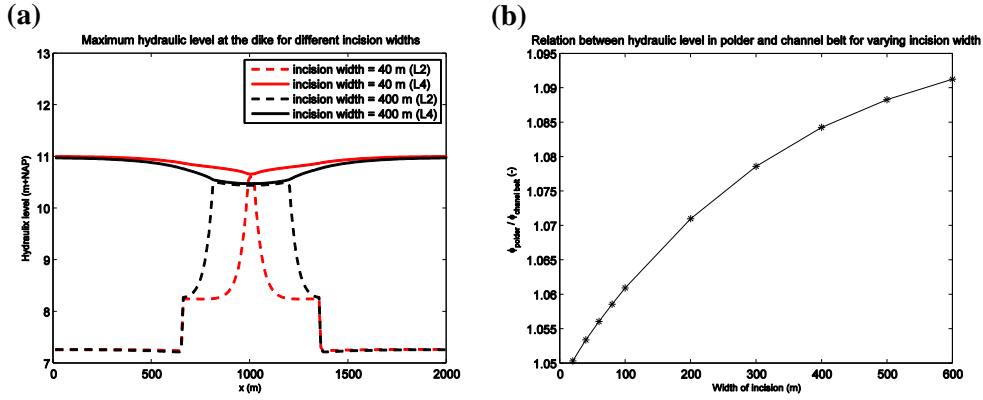 (a)
Maximum hydraulic level at the dike for different incision widths
13
12
11
10
9
8
7
Hydraulix level (m+NAP)
incision width = 40 m (L2)
incision width = 40 m (L4)
incision width = 400 m (L2)
incision width = 400 m (L4)
0
500
1000
1500
2000
x (m)
(b)
Relation between hydraulic level in polder and channel belt for varying incision width
1.095
1.09
1.085
1.08
1.075
1.07
1.065
1.06
1.055
1.05
ϕpolder / ϕchanel belt (-)
0
100
200
300
400
500
600
Width of incision (m)